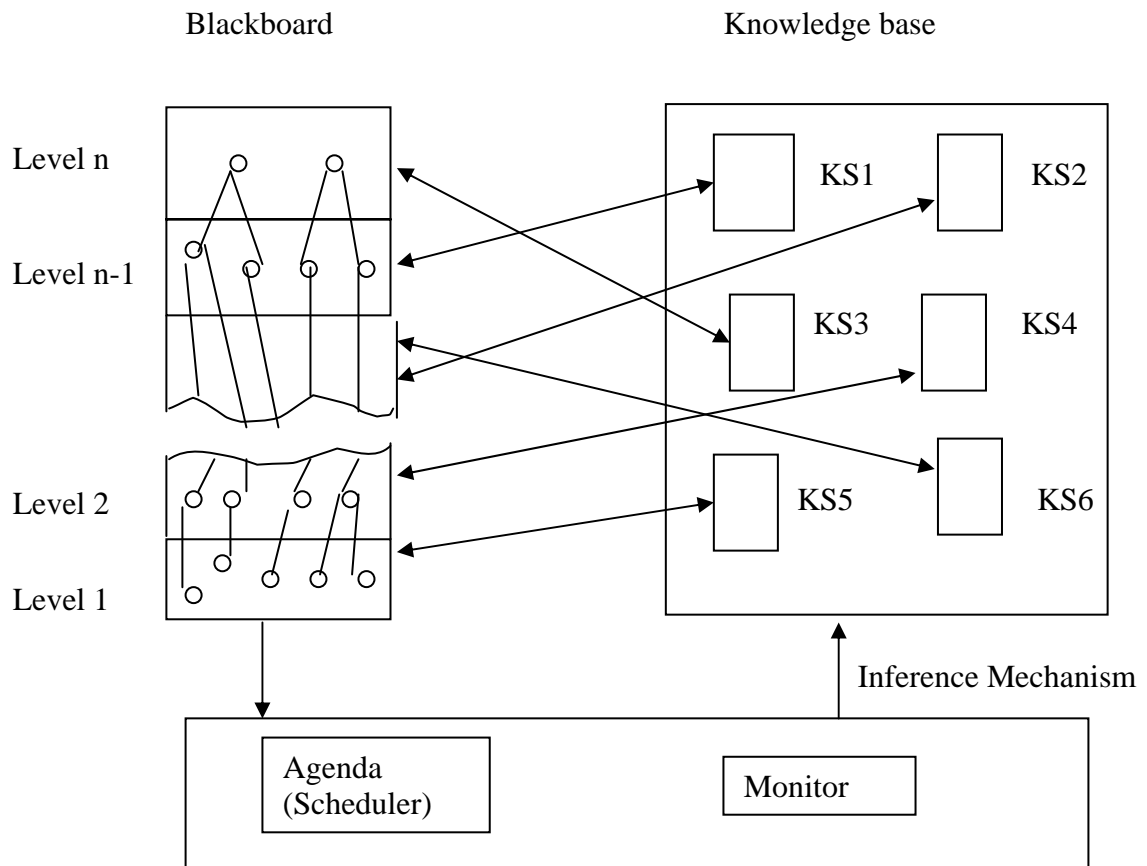 Blackboard
Knowledge base
Level n
KS1
KS2
Level n-1
KS3
KS4
Level 2
KS5
KS6
Level 1
Inference Mechanism
Agenda
(Scheduler)
Monitor